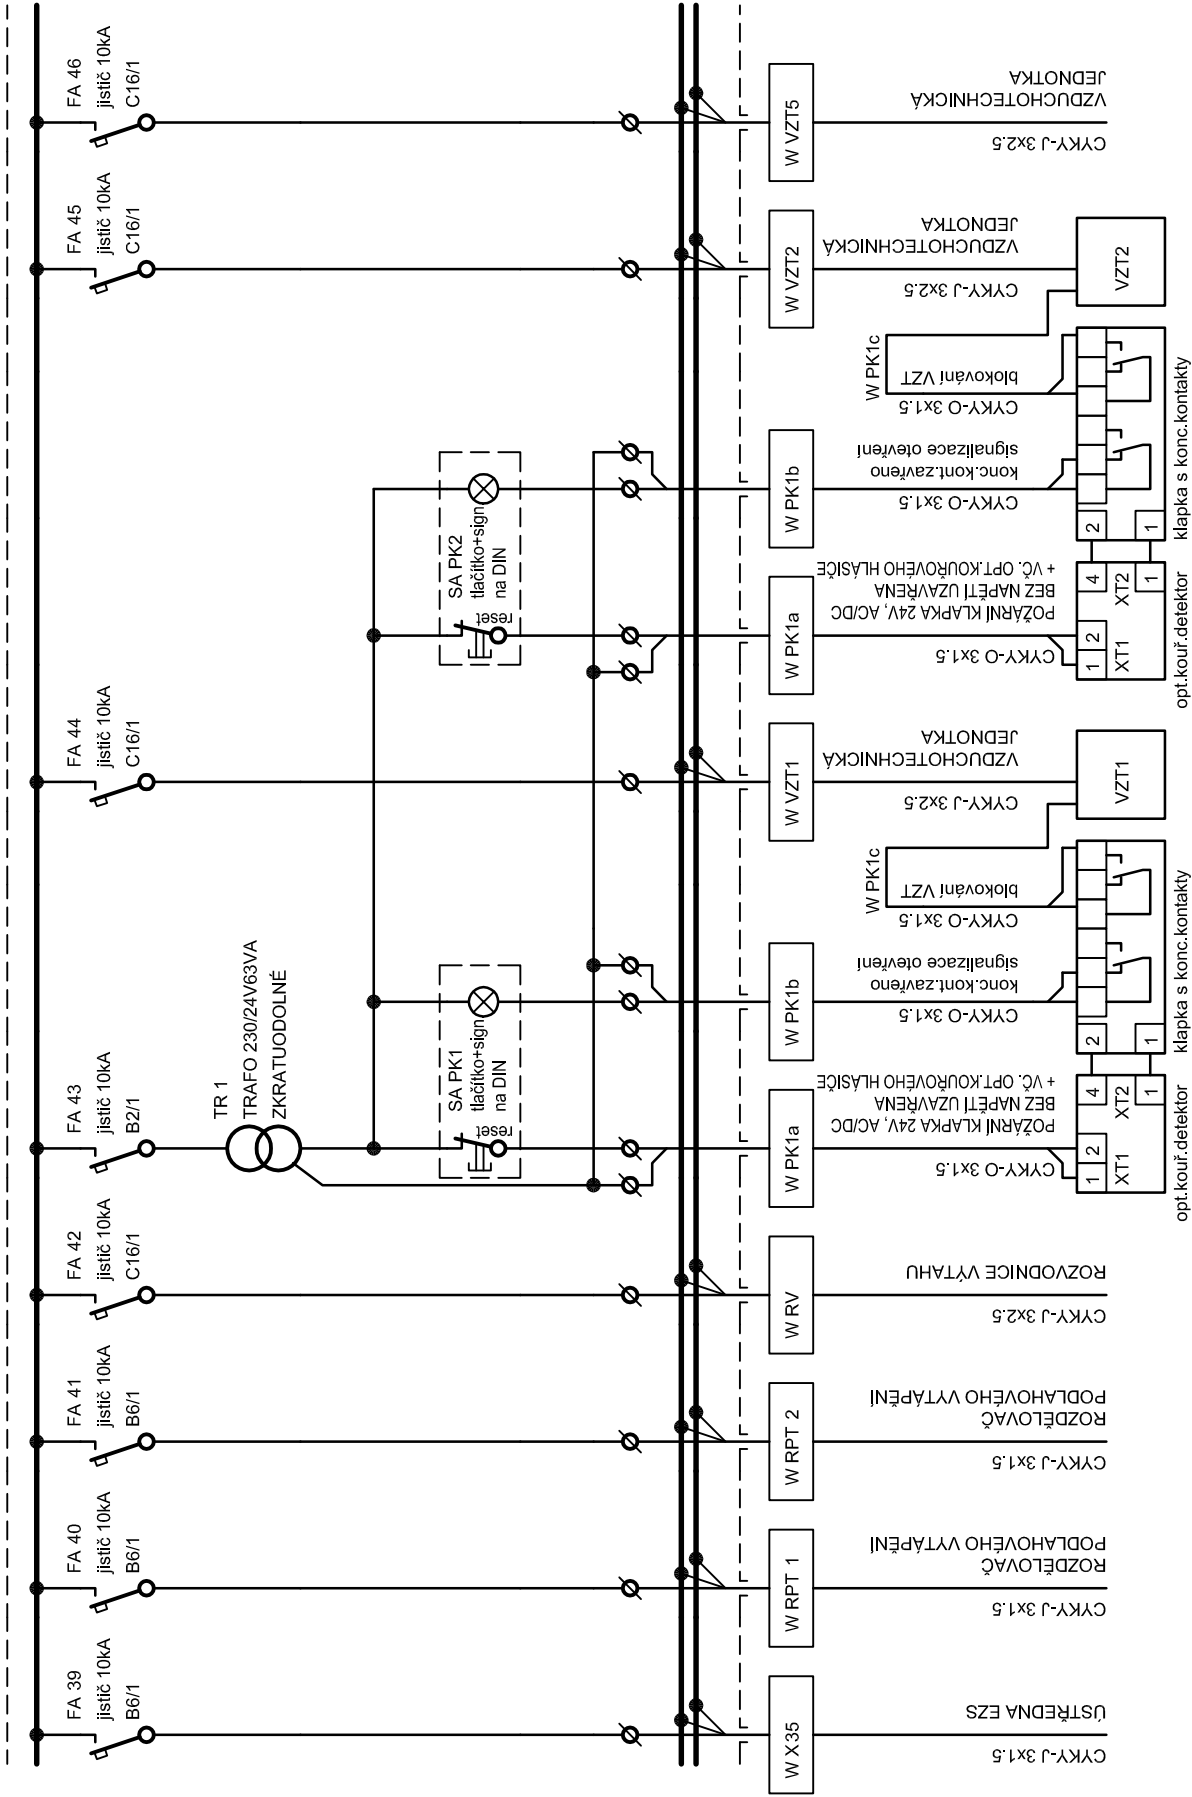 FA 39
jistič 10kA
B6/1
FA 40
jistič 10kA
B6/1
FA 41
jistič 10kA
B6/1
FA 42
jistič 10kA
C16/1
FA 43
jistič 10kA
B2/1
FA 44
jistič 10kA
C16/1
FA 45
jistič 10kA
C16/1
FA 46
jistič 10kA
C16/1
TR 1
TRAFO 230/24V63VA
ZKRATUODOLNÉ
SA PK1
tlačítko+sign
na DIN
reset
SA PK2
tlačítko+sign
na DIN
reset
W X35
W RPT 1
W RPT 2
W RV
W PK1a
W PK1b
W PK1c
W VZT1
W PK1a
W PK1b
W PK1c
W VZT2
W VZT5
CYKY-J 3x1.5
ÚSTŘEDNA EZS
CYKY-J 3x1.5
ROZDĚLOVAČ
PODLAHOVÉHO VYTÁPĚNÍ
CYKY-J 3x1.5
ROZDĚLOVAČ
PODLAHOVÉHO VYTÁPĚNÍ
CYKY-J 3x2.5
ROZVODNICE VÝTAHU
CYKY-O 3x1.5
POŽÁRNÍ KLAPKA 24V, AC/DC
BEZ NAPĚTÍ UZAVŘENA
+ VČ. OPT.KOUŘOVÉHO HLÁSIČE
CYKY-O 3x1.5
konc.kont.zavřeno
signalizace otevření
CYKY-O 3x1.5
blokování VZT
CYKY-J 3x2.5
VZDUCHOTECHNICKÁ
JEDNOTKA
CYKY-O 3x1.5
POŽÁRNÍ KLAPKA 24V, AC/DC
BEZ NAPĚTÍ UZAVŘENA
+ VČ. OPT.KOUŘOVÉHO HLÁSIČE
CYKY-O 3x1.5
konc.kont.zavřeno
signalizace otevření
CYKY-O 3x1.5
blokování VZT
CYKY-J 3x2.5
VZDUCHOTECHNICKÁ
JEDNOTKA
CYKY-J 3x2.5
VZDUCHOTECHNICKÁ
JEDNOTKA
1 2
4
XT1
XT2
1
2
1
opt.kouř.detektor
klapka s konc.kontakty
VZT1
1 2
4
XT1
XT2
1
2
1
opt.kouř.detektor
klapka s konc.kontakty
VZT2